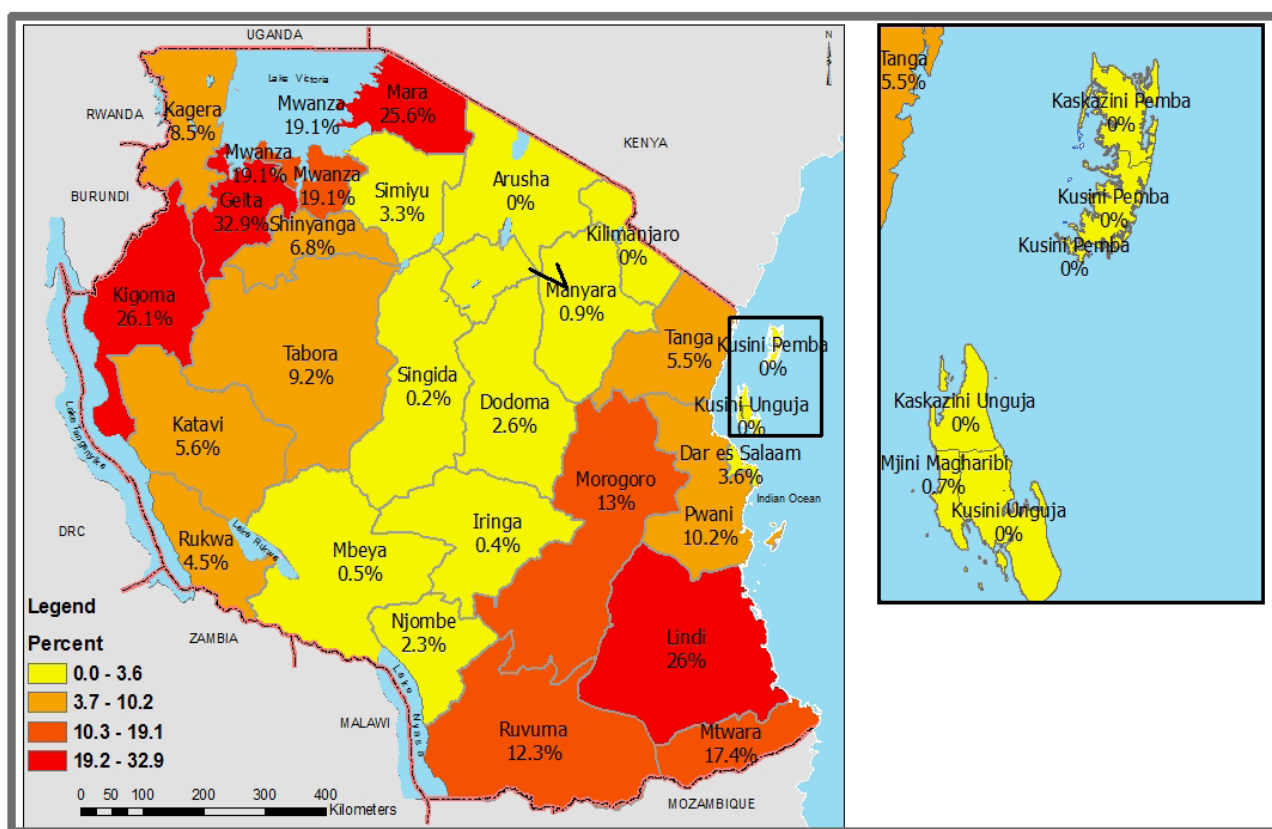 UGANDA
N
Lake Victoria
Mara
25.6%
RWANDA
Kagera
8.5%
Mwanza
19.1%
KENYA
Mwanza
19.1%
Mwanza
19.1%
BURUNDI
Geita
32.9%
Simiyu
3.3%
Arusha
0%
Shinyanga
6.8%
Kilimanjaro
0%
Kigoma
26.1%
Manyara
0.9%
Tabora
9.2%
Tanga
5.5%
Kusini Pemba
0%
Singida
0.2%
Dodoma
2.6%
Kusini Unguja
0%
Katavi
5.6%
Lake Tanganyika
Dar es Salaam
3.6%
Morogoro
13%
Indian Ocean
DRC
Rukwa
4.5%
Lake Rukwa
Mbeya
0.5%
Iringa
0.4%
Pwani
10.2%
ZAMBIA
Njombe
2.3%
Lindi
26%
Lake Nyasa
MALAWI
Ruvuma
12.3%
Mtwara
17.4%
MOZAMBIQUE
Legend
Percent
0.0 - 3.6
3.7 - 10.2
10.3 - 19.1
19.2 - 32.9
0 50 100 200 300 400
Kilometers
Tanga
5.5%
Kaskazini Pemba
0%
Kusini Pemba
0%
Kusini Pemba
0%
Kaskazini Unguja
0%
Mjini Magharibi
0.7%
Kusini Unguja
0%